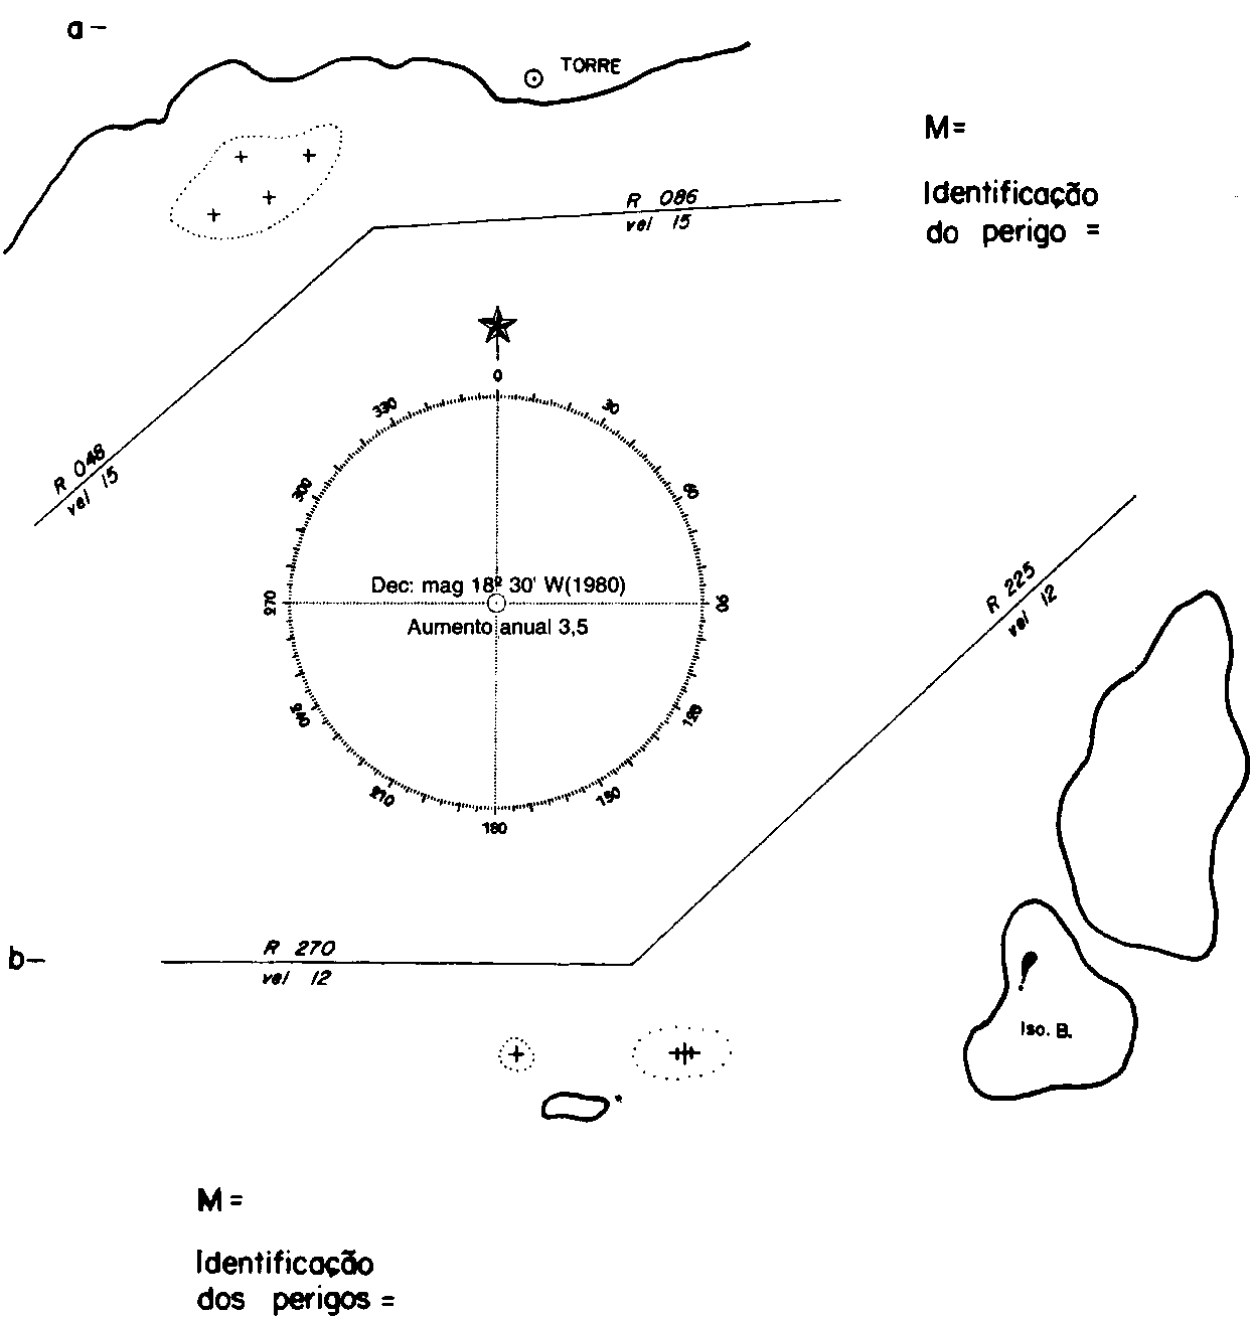 a -
TORRE
M=
Identificação
do perigo =
R 086
vel 15
R 048
vel 15
0
30
60
90
120
150
180
210
240
270
300
330
Dec: mag 18º 30' W(1980)
Aumento anual 3,5
R 225
vel 12
b-
R 270
vel 12
Iso. B.
M=
Identificação
dos perigos =